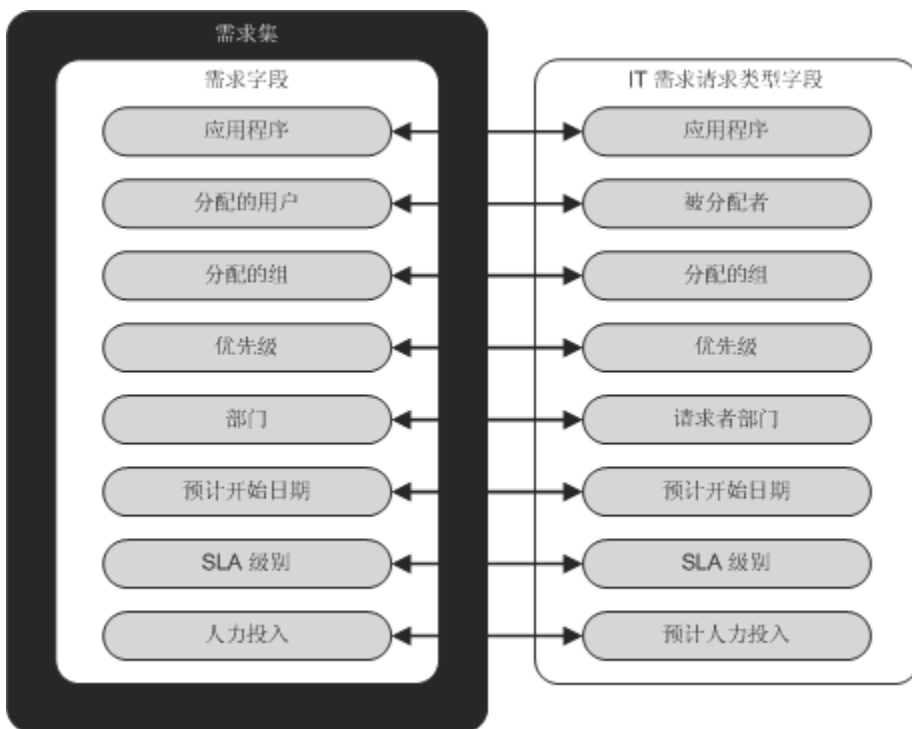 需求集
需求字段
应用程序
分配的用户
分配的组
优先级
部门
预计开始日期
SLA 级别
人力投入
IT 需求请求类型字段
应用程序
被分配者
分配的组
优先级
请求者部门
预计开始日期
SLA 级别
预计人力投入